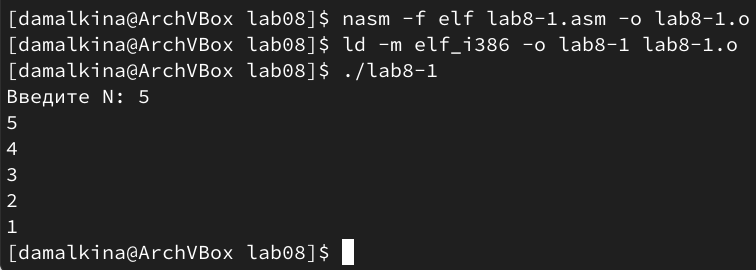 [damalkina@ArchVBox lab08]$ nasm -f elf lab8-1.asm -o lab8-1.o
[damalkina@ArchVBox lab08]$ ld -m elf_i386 -o lab8-1 lab8-1.o
[damalkina@ArchVBox lab08]$ ./lab8-1
Введите N: 5
5
4
3
2
1
[damalkina@ArchVBox lab08]$